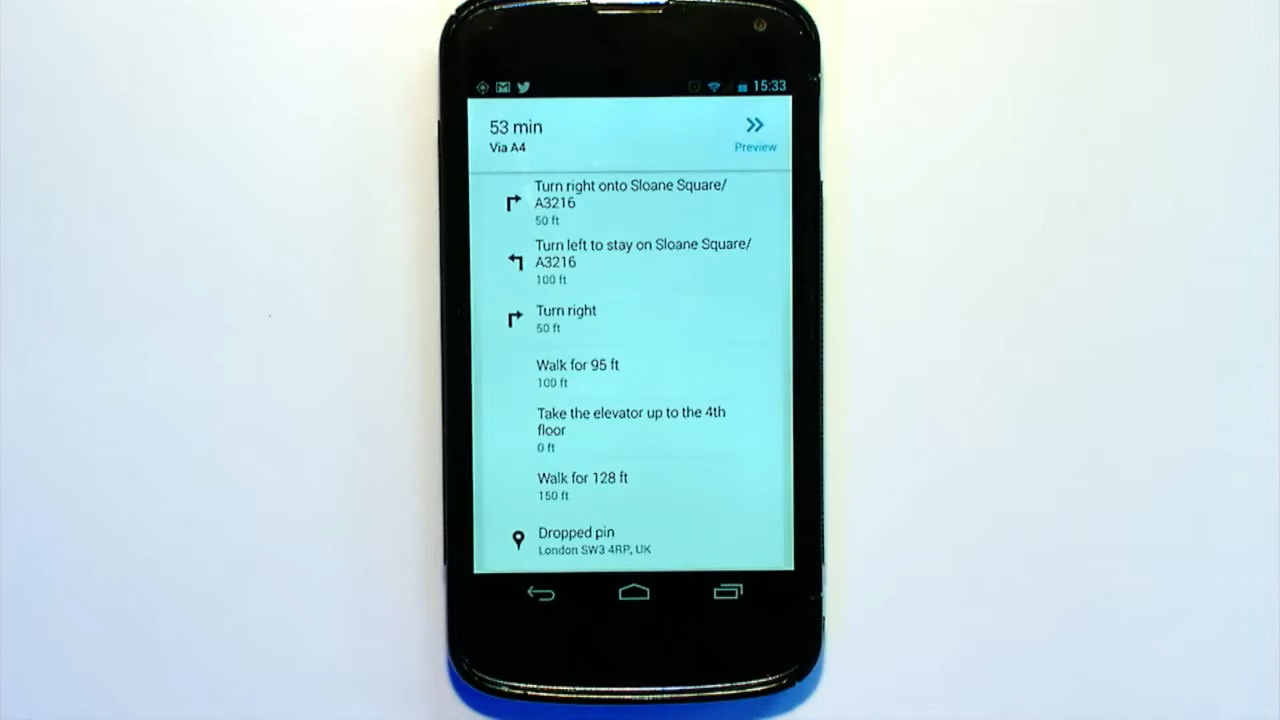 15:33
53 min
Via A4
Preview
Turn right onto Sloane Square/
A3216
50 ft
Turn left to stay on Sloane Square/
A3216
100 ft
Turn right
50 ft
Walk for 95 ft
100 ft
Take the elevator up to the 4th
floor
0 ft
Walk for 128 ft
150 ft
Dropped pin
London SW3 4RP, UK